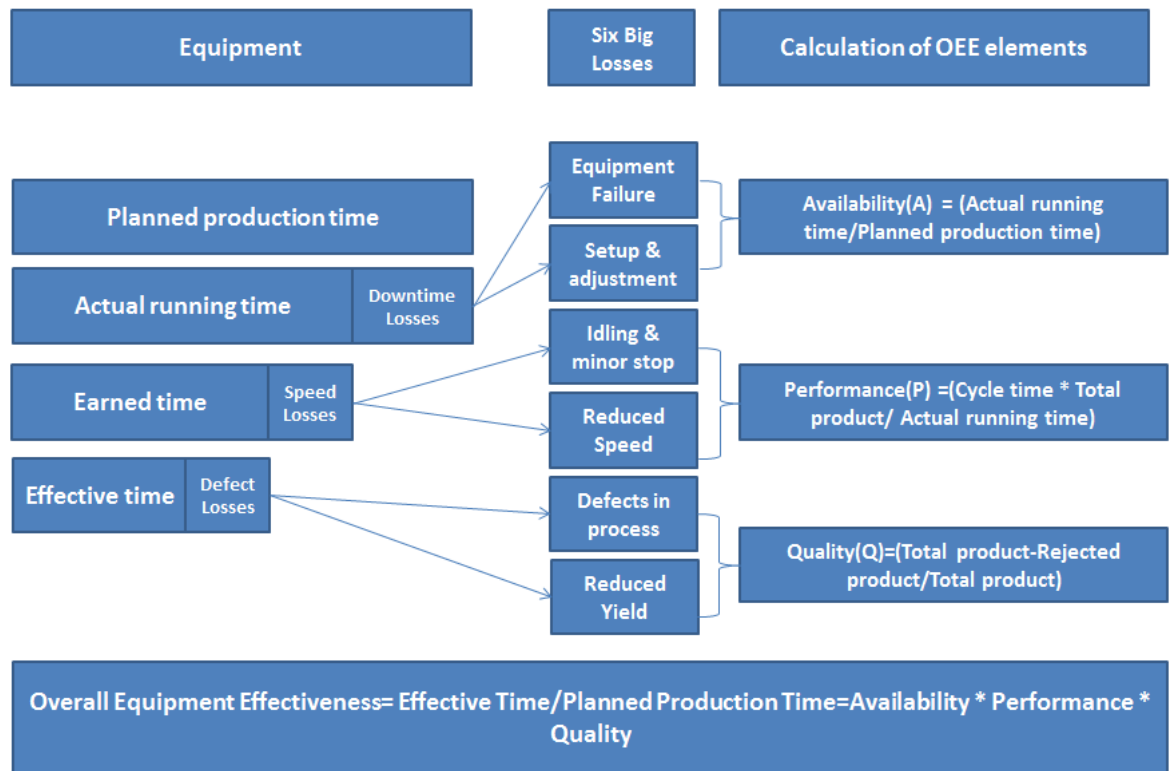 Equipment
Six Big
Losses
Calculation of OEE elements
Planned production time
Actual running time
Downtime
Losses
Earned time
Speed
Losses
Effective time
Defect
Losses
Equipment
Failure
Setup &
adjustment
Idling &
minor stop
Reduced
Speed
Defects in
process
Reduced
Yield
Availability(A) = (Actual running
time/Planned production time)
Performance(P) =(Cycle time * Total
product/ Actual running time)
Quality(Q)=(Total product-Rejected
product/Total product)
Overall Equipment Effectiveness= Effective Time/Planned Production Time=Availability * Performance *
Quality